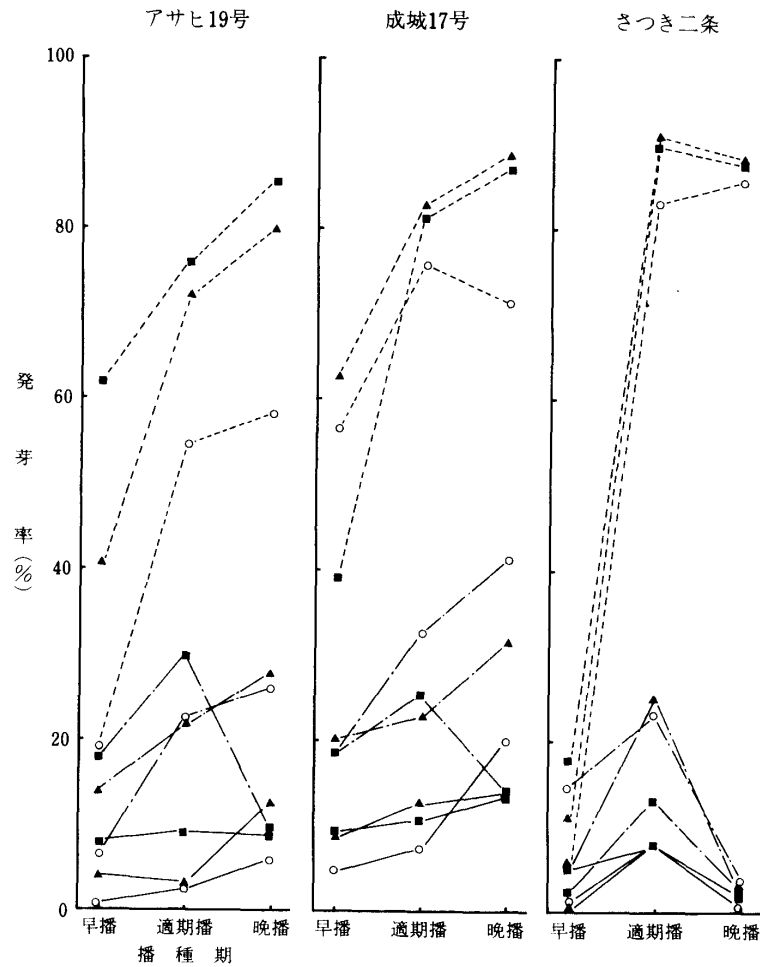 アサヒ19号
成城17号
さつき二条
100
80
60
40
20
0
発芽率(%)
早播 適期播 晩播
早播 適期播 晩播
早播 適期播 晩播
播種期